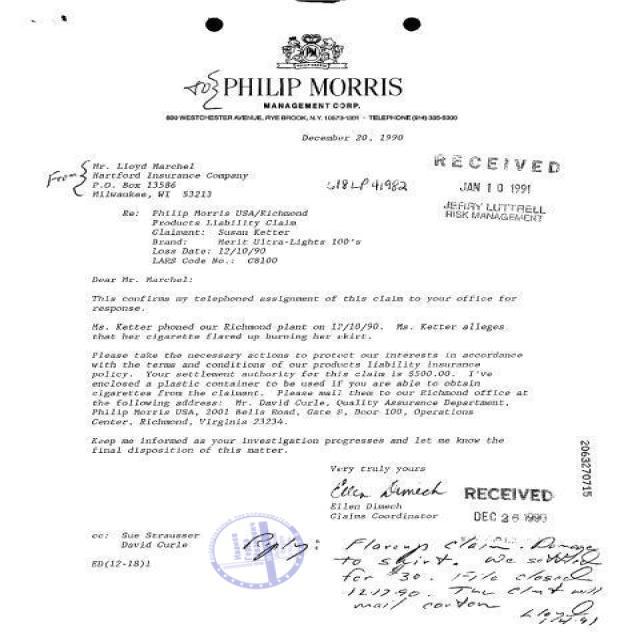 to
PHILIP MORRIS
MANAGEMENT CORP.
800 WESTCHESTER AVENUE, RYE BROOK, N.Y. 10573-1301 · TELEPHONE (914) 335-5300
December 20, 1990
From
Mr. Lloyd Marchel
Hartford Insurance Company
P.O. Box 13586
Milwaukee, WI 53213
618 LP 41982
RECEIVED
JAN 10 1991
JERRY LUTTRELL
RISK MANAGEMENT
Re: Philip Morris USA/Richmond
Products Liability Claim
Claimant: Susan Ketter
Brand: Merit Ultra-Lights 100's
Loss Date: 12/10/90
LARS Code No.: C8100
Dear Mr. Marchel:
This confirms my telephoned assignment of this claim to your office for
response.
Ms. Ketter phoned our Richmond plant on 12/10/90. Ms. Ketter alleges
that her cigarette flared up burning her skirt.
Please take the necessary actions to protect our interests in accordance
with the terms and conditions of our products liability insurance
policy. Your settlement authority for this claim is $500.00. I've
enclosed a plastic container to be used if you are able to obtain
cigarettes from the claimant. Please mail them to our Richmond office at
the following address: Mr. David Curle, Quality Assurance Department,
Philip Morris USA, 2001 Bells Road, Gate 8, Door 100, Operations
Center, Richmond, Virginia 23234.
Keep me informed as your investigation progresses and let me know the
final disposition of this matter.
Very truly yours
Ellen Dimech
Ellen Dimech
Claims Coordinator
RECEIVED
DEC 26 1990
2063270715
cc: Sue Strausser
David Curle
ED(12-18)1
Reply:
Flareup claim. Damage
to skirt. We settled
for $30. File closed
12.17.90. The clmt will
mail carton
Lloyd